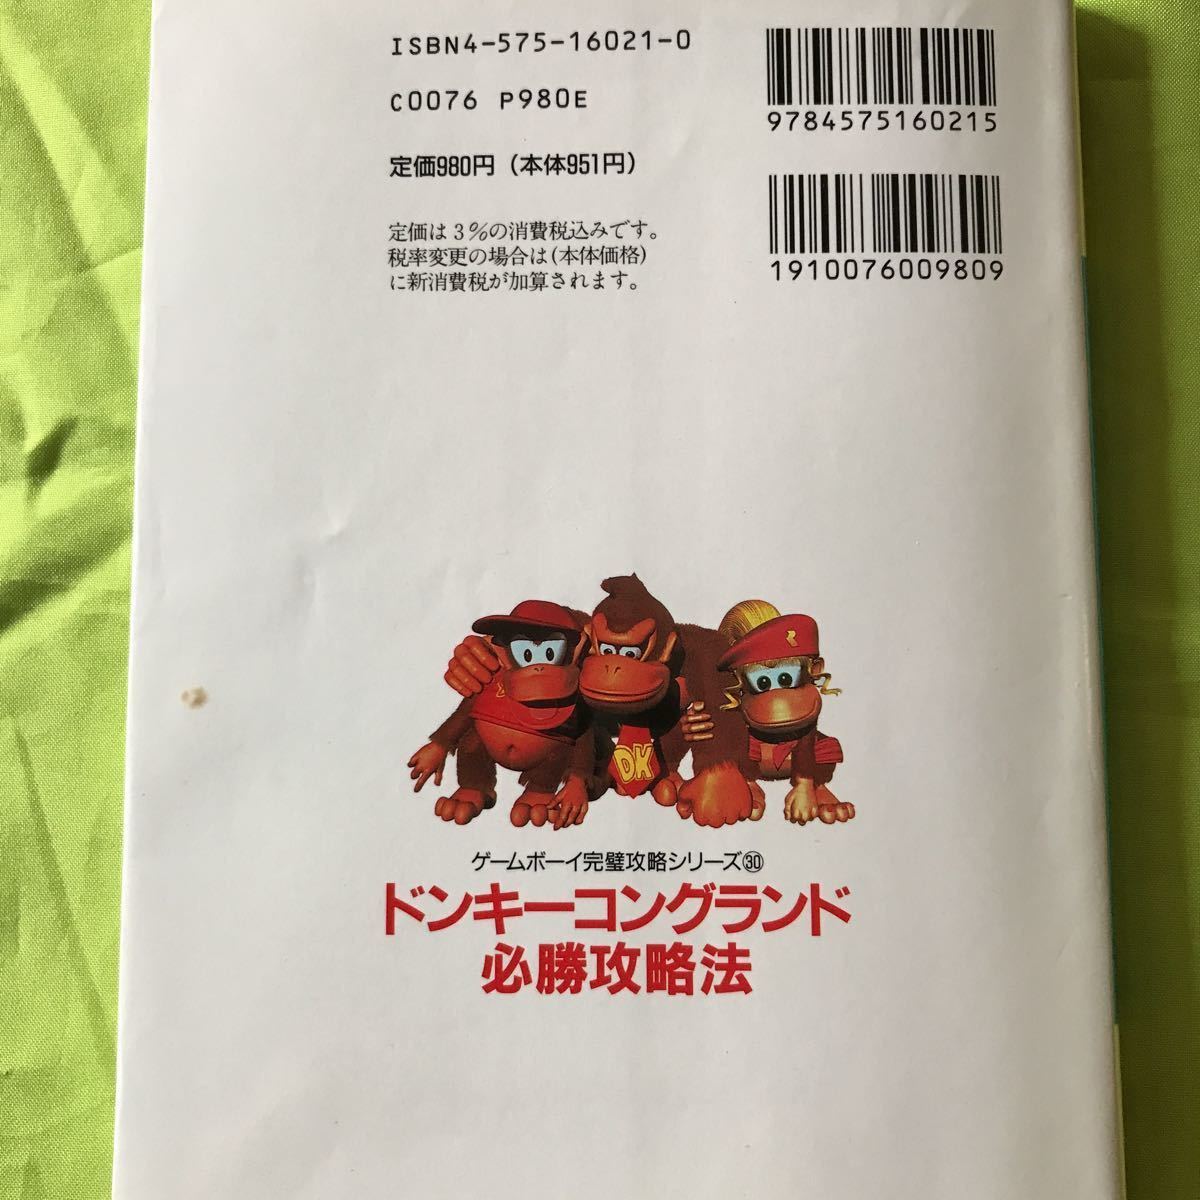 ISBN4-575-16021-0
C0076 P980E
定価980円（本体951円）
定価は3%の消費税込みです。
税率変更の場合は(本体価格)
に新消費税が加算されます。
9784575160215
1910076009809
DK
ゲームボーイ完璧攻略シリーズ㉚
ドンキーコングランド
必勝攻略法